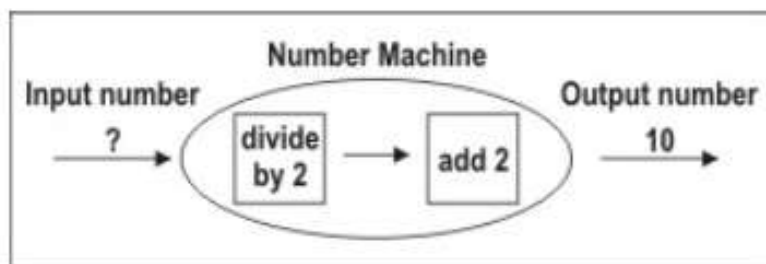 Number Machine
Input number
?
divide
by 2
add 2
Output number
10